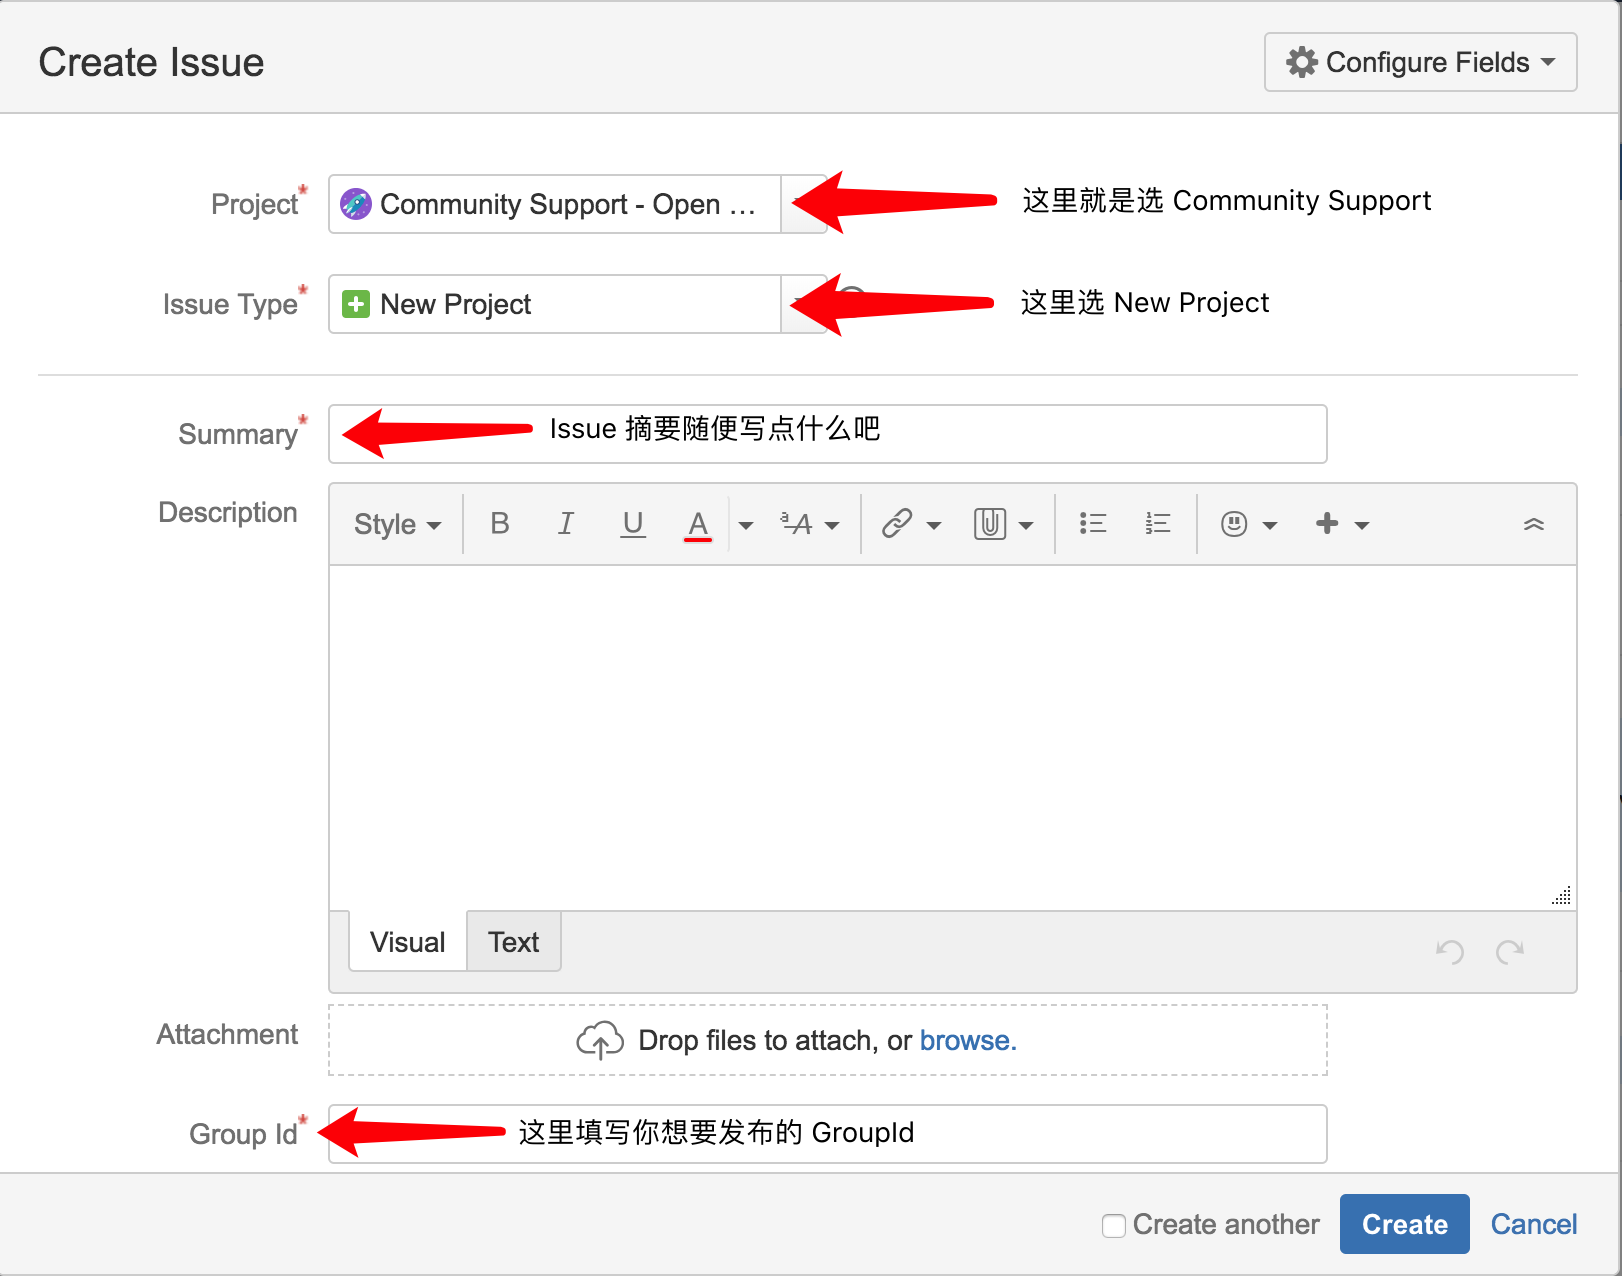 Create Issue
Configure Fields
Project* Community Support - Open ... 这里就是选 Community Support
Issue Type* New Project 这里选 New Project
Summary* Issue 摘要随便写点什么吧
Description Style B I U A
Visual Text
Attachment Drop files to attach, or browse.
Group Id* 这里填写你想要发布的 GroupId
Create another Create Cancel